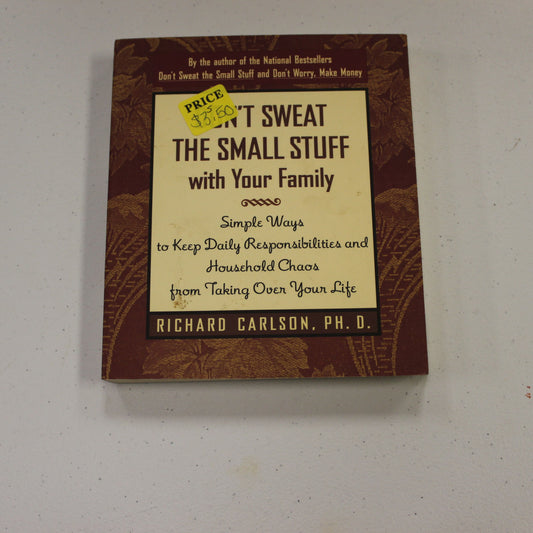 By the author of the National Bestsellers
Don't Sweat the Small Stuff and Don't Worry, Make Money
PRICE
N'T SWEAT
THE SMALL STUFF
with Your Family
Simple Ways
to Keep Daily Responsibilities and
Household Chaos
from Taking Over Your Life
RICHARD CARLSON, PH. D.